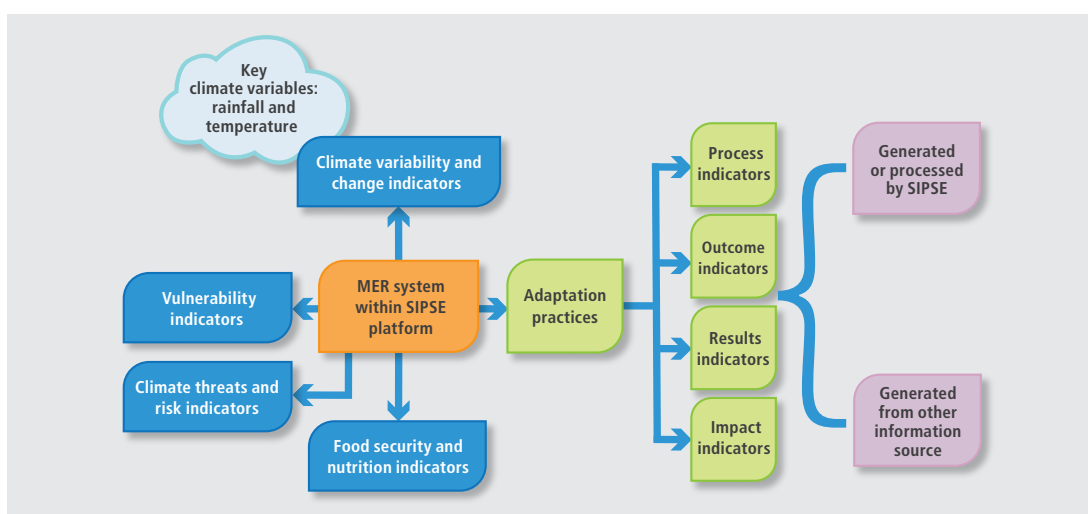 Key
climate variables:
rainfall and
temperature
Climate variability and
change indicators
Vulnerability
indicators
MER system
within SIPSE
platform
Climate threats and
risk indicators
Food security and
nutrition indicators
Adaptation
practices
Process
indicators
Outcome
indicators
Results
indicators
Impact
indicators
Generated
or processed
by SIPSE
Generated
from other
information
source